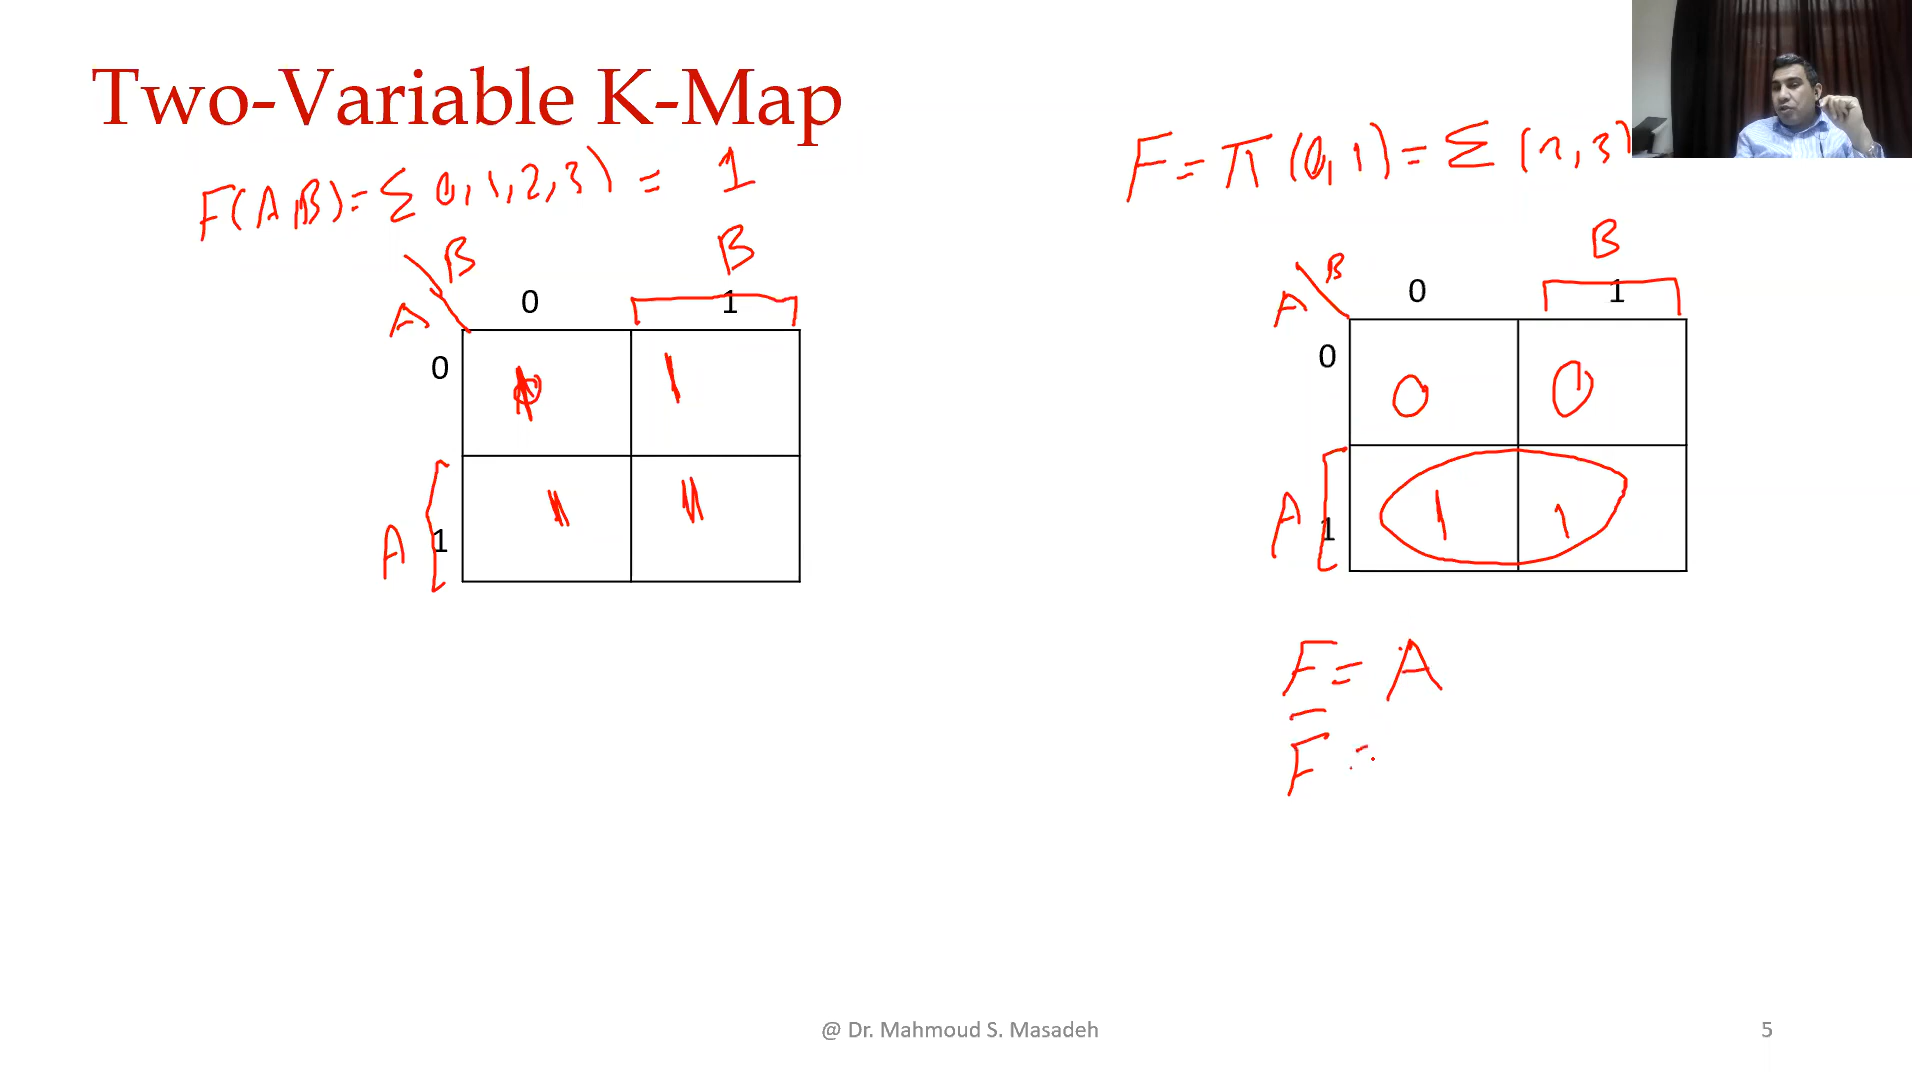 Two-Variable K-Map
F(A,B)=Σ 0,1,2,3) = 1
F=π(0,1)=Σ(2,3)
B
B
A
0 1
0
1
1
A
1
1 1
B
B
A
0 1
0
0 0
A
1
1 1
F= A
F̅ =
@ Dr. Mahmoud S. Masadeh
5